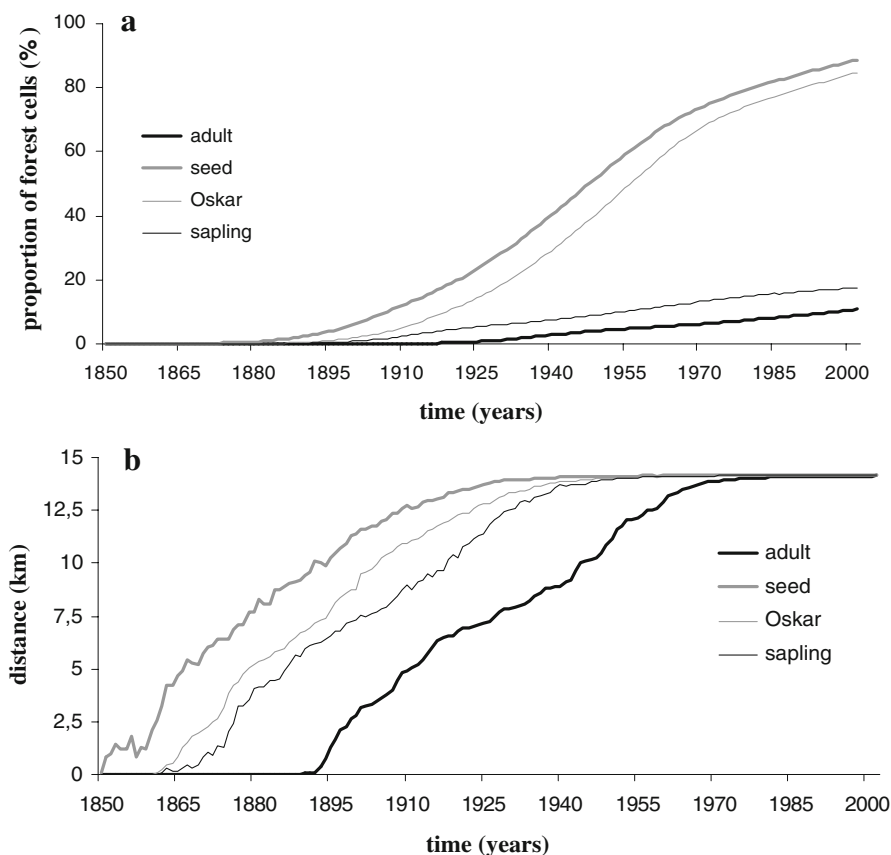 a
proportion of forest cells (%)
100
80
60
40
20
0
adult
seed
Oskar
sapling
1850 1865 1880 1895 1910 1925 1940 1955 1970 1985 2000
time (years)
b
distance (km)
15
12,5
10
7,5
5
2,5
0
adult
seed
Oskar
sapling
1850 1865 1880 1895 1910 1925 1940 1955 1970 1985 2000
time (years)